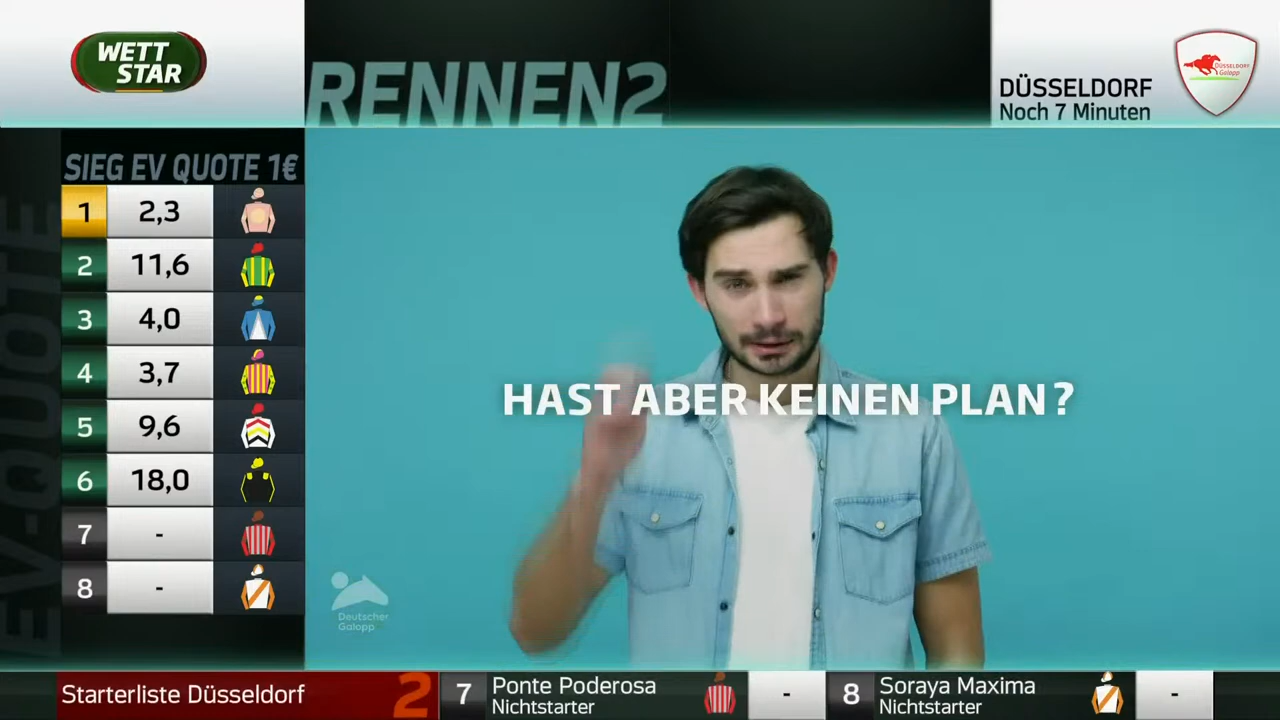 WETT
STAR
RENNEN2
DÜSSELDORF
Noch 7 Minuten
DÜSSELDORF
Galopp
EV-QUOTE
SIEG EV QUOTE 1€
1 2,3
2 11,6
3 4,0
4 3,7
5 9,6
6 18,0
7 -
8 -
HAST ABER KEINEN PLAN?
Deutscher
Galopp
Starterliste Düsseldorf 2
7 Ponte Poderosa -
Nichtstarter
8 Soraya Maxima -
Nichtstarter